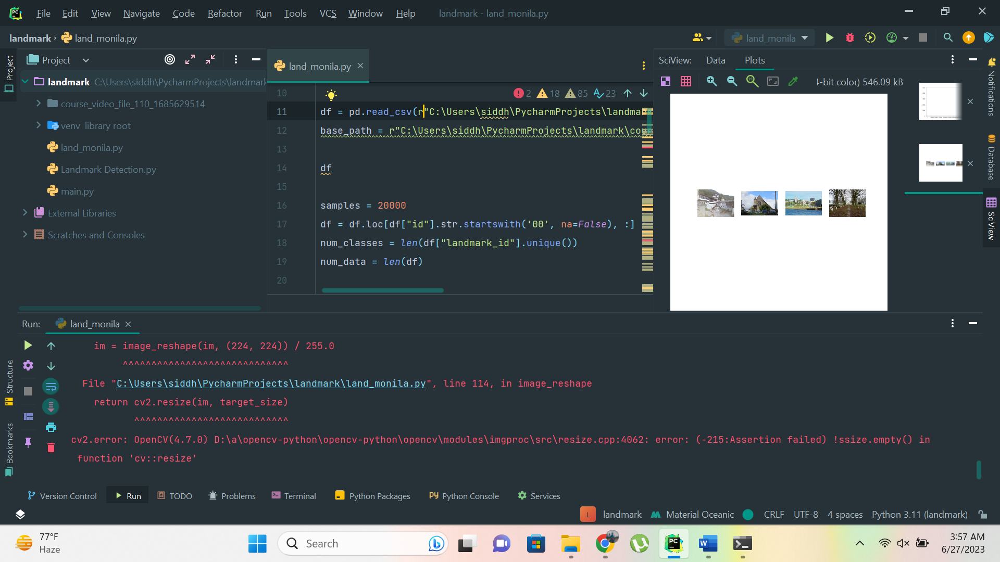 File Edit View Navigate Code Refactor Run Tools VCS Window Help landmark - land_monila.py
landmark › land_monila.py
land_monila
Project
Project
landmark C:\Users\siddh\PycharmProjects\landmark
course_video_file_110_1685629514
venv library root
land_monila.py
Landmark Detection.py
main.py
External Libraries
Scratches and Consoles
land_monila.py
2 18 85 23
10
11 df = pd.read_csv(r"C:\Users\siddh\PycharmProjects\landma
12 base_path = r"C:\Users\siddh\PycharmProjects\landmark\cou
13
14 df
15
16 samples = 20000
17 df = df.loc[df["id"].str.startswith('00', na=False), :]
18 num_classes = len(df["landmark_id"].unique())
19 num_data = len(df)
20
SciView: Data Plots
1:1
-bit color) 546.09 kB
Notifications
Database
SciView
Run: land_monila
im = image_reshape(im, (224, 224)) / 255.0
^^^^^^^^^^^^^^^^^^^^^^^^^^^^^
File "C:\Users\siddh\PycharmProjects\landmark\land_monila.py", line 114, in image_reshape
return cv2.resize(im, target_size)
^^^^^^^^^^^^^^^^^^^^^^^^^^^
cv2.error: OpenCV(4.7.0) D:\a\opencv-python\opencv-python\opencv\modules\imgproc\src\resize.cpp:4062: error: (-215:Assertion failed) !ssize.empty() in
function 'cv::resize'
Structure
Bookmarks
Version Control Run TODO Problems Terminal Python Packages Python Console Services
L landmark Material Oceanic CRLF UTF-8 4 spaces Python 3.11 (landmark)
77°F
Haze
Search
3:57 AM
6/27/2023